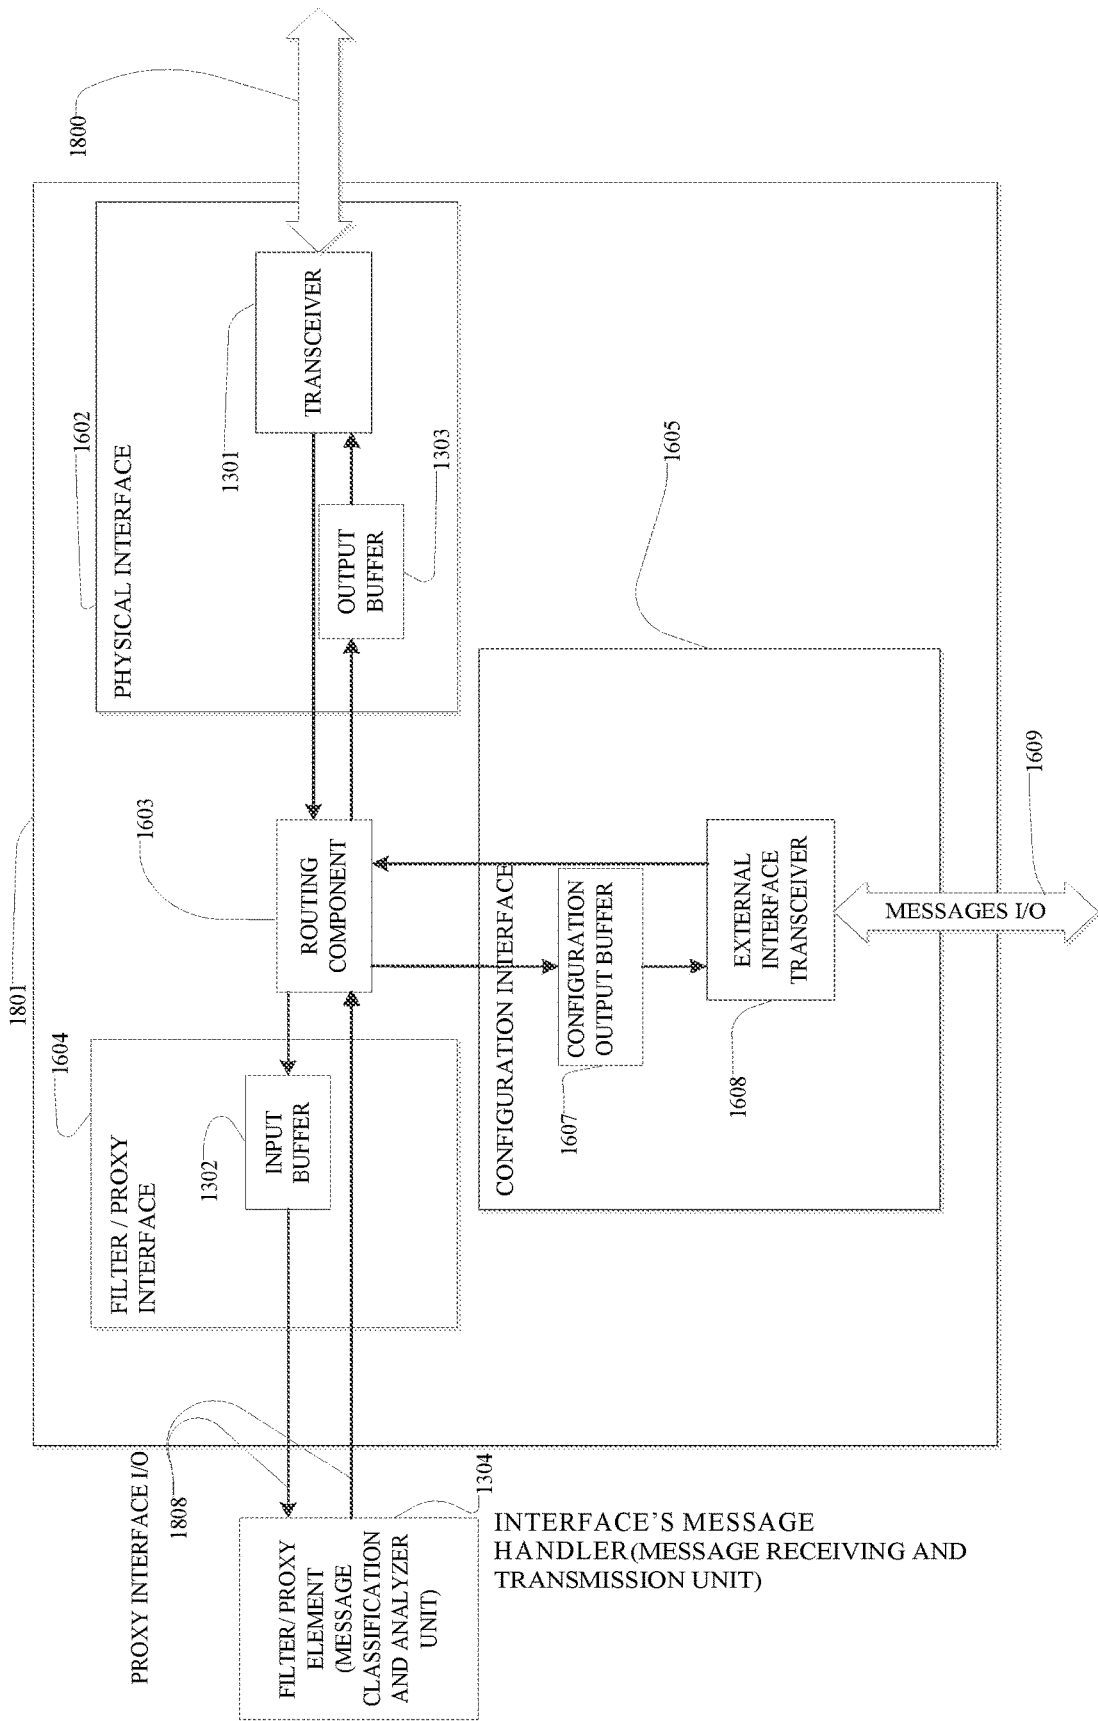 PROXY INTERFACE I/O
1808
FILTER/ PROXY
ELEMENT
(MESSAGE
CLASSIFICATION
AND ANALYZER
UNIT)
1304
INTERFACE'S MESSAGE
HANDLER(MESSAGE RECEIVING AND
TRANSMISSION UNIT)
1801
1604
FILTER / PROXY
INTERFACE
1302
INPUT
BUFFER
1603
ROUTING
COMPONENT
1602
PHYSICAL INTERFACE
1301
TRANSCEIVER
OUTPUT
BUFFER
1303
1800
1605
CONFIGURATION INTERFACE
CONFIGURATION
OUTPUT BUFFER
1607
EXTERNAL
INTERFACE
TRANSCEIVER
1608
MESSAGES I/O
1609